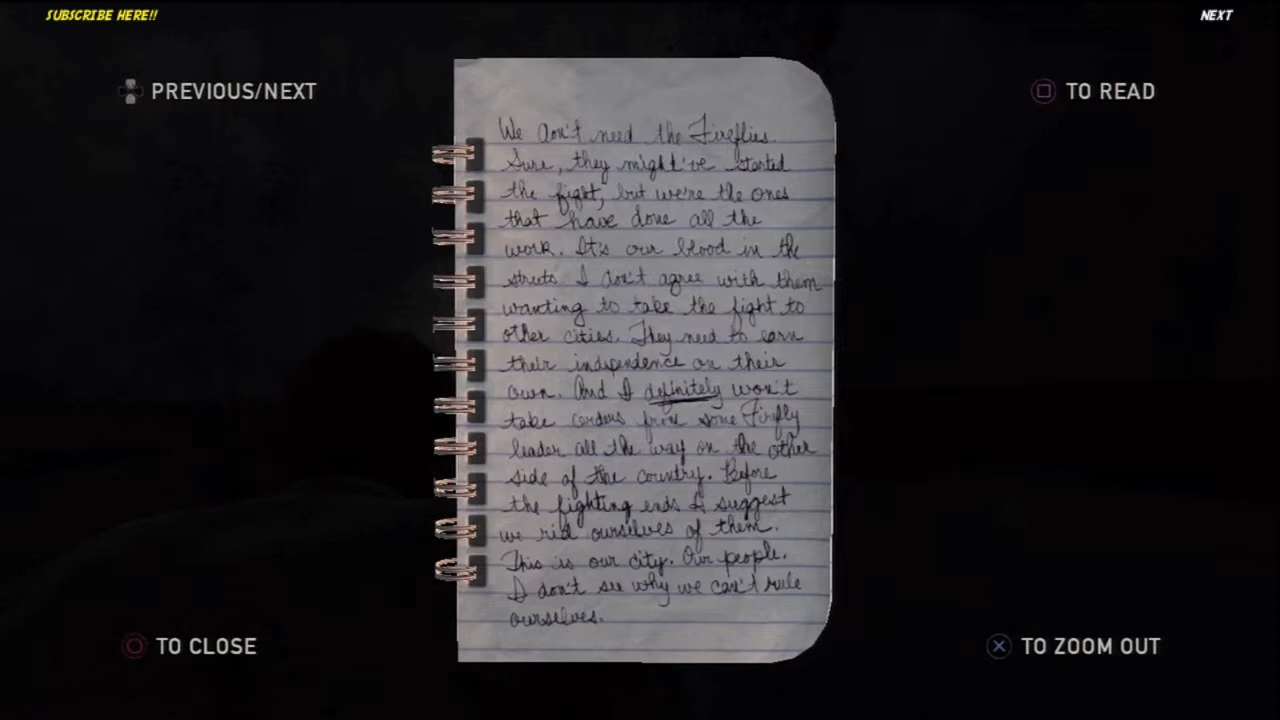 SUBSCRIBE HERE!!
NEXT
PREVIOUS/NEXT
TO READ
We don't need the Fireflies.
Sure, they might've started
the fight, but we're the ones
that have done all the
work. It's our blood in the
streets I don't agree with them
wanting to take the fight to
other cities. They need to earn
their independence on their
own. And I definitely won't
take orders from some Firefly
leader all the way on the other
side of the country. Before
the fighting ends I suggest
we rid ourselves of them.
This is our city. Our people.
I don't see why we can't rule
ourselves.
TO CLOSE
TO ZOOM OUT